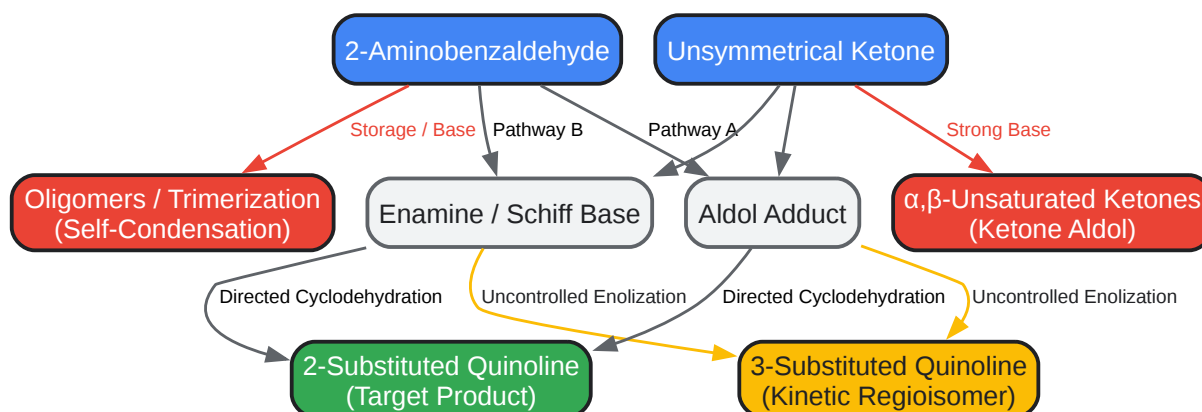 2-Aminobenzaldehyde
Unsymmetrical Ketone
Storage / Base
Pathway B
Pathway A
Strong Base
Oligomers / Trimerization
(Self-Condensation)
Enamine / Schiff Base
Aldol Adduct
α,β-Unsaturated Ketones
(Ketone Aldol)
Directed Cyclodehydration
Uncontrolled Enolization
Directed Cyclodehydration
Uncontrolled Enolization
2-Substituted Quinoline
(Target Product)
3-Substituted Quinoline
(Kinetic Regioisomer)